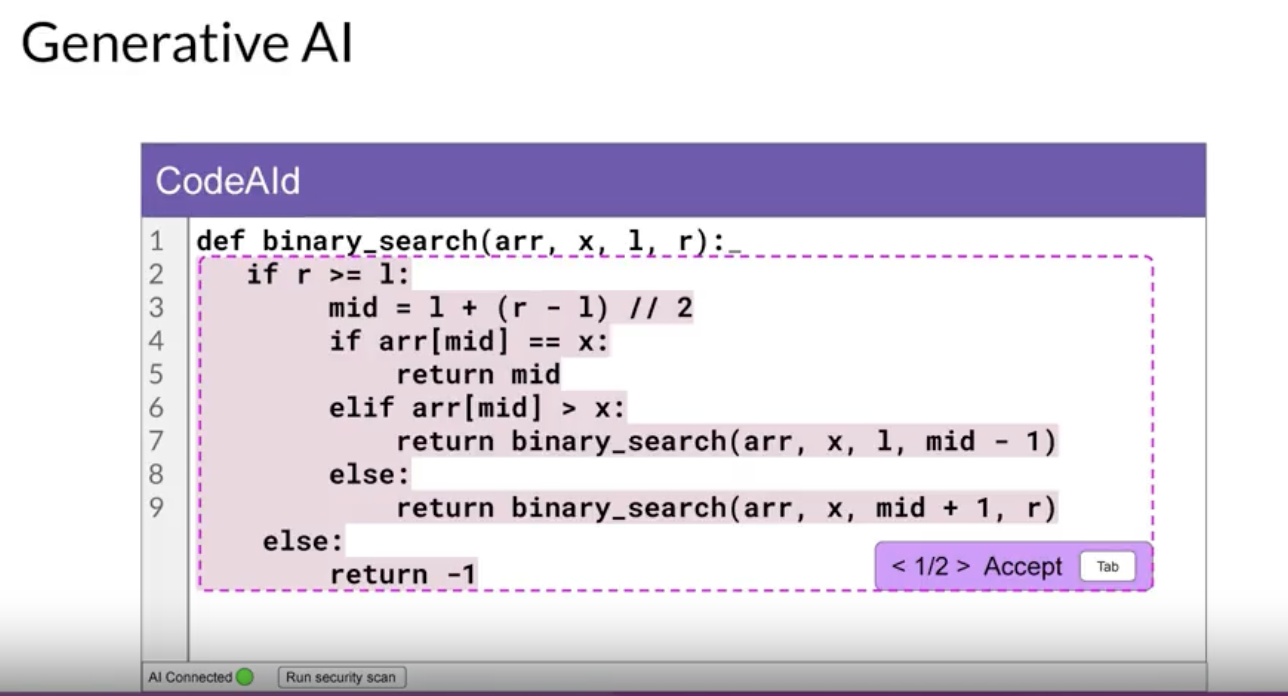 Generative AI
CodeAId
1 def binary_search(arr, x, l, r):_
2 if r >= l:
3 mid = l + (r - l) // 2
4 if arr[mid] == x:
5 return mid
6 elif arr[mid] > x:
7 return binary_search(arr, x, l, mid - 1)
8 else:
9 return binary_search(arr, x, mid + 1, r)
else:
return -1
< 1/2 > Accept Tab
AI Connected Run security scan